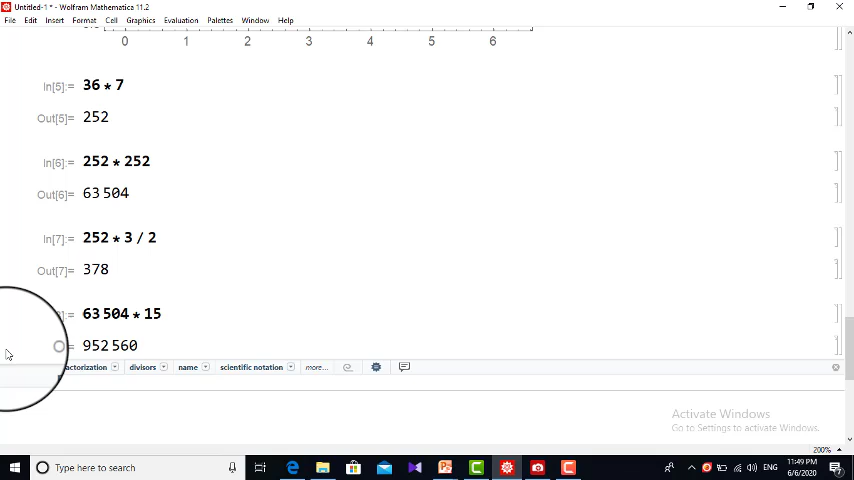 Untitled-1 * - Wolfram Mathematica 11.2
File Edit Insert Format Cell Graphics Evaluation Palettes Window Help
0 1 2 3 4 5 6
In[5]:= 36 * 7
Out[5]= 252
In[6]:= 252 * 252
Out[6]= 63 504
In[7]:= 252 * 3 / 2
Out[7]= 378
]:= 63 504 * 15
O = 952 560
actorization divisors name scientific notation more...
Activate Windows
Go to Settings to activate Windows.
200%
Type here to search
ENG
11:49 PM
6/6/2020